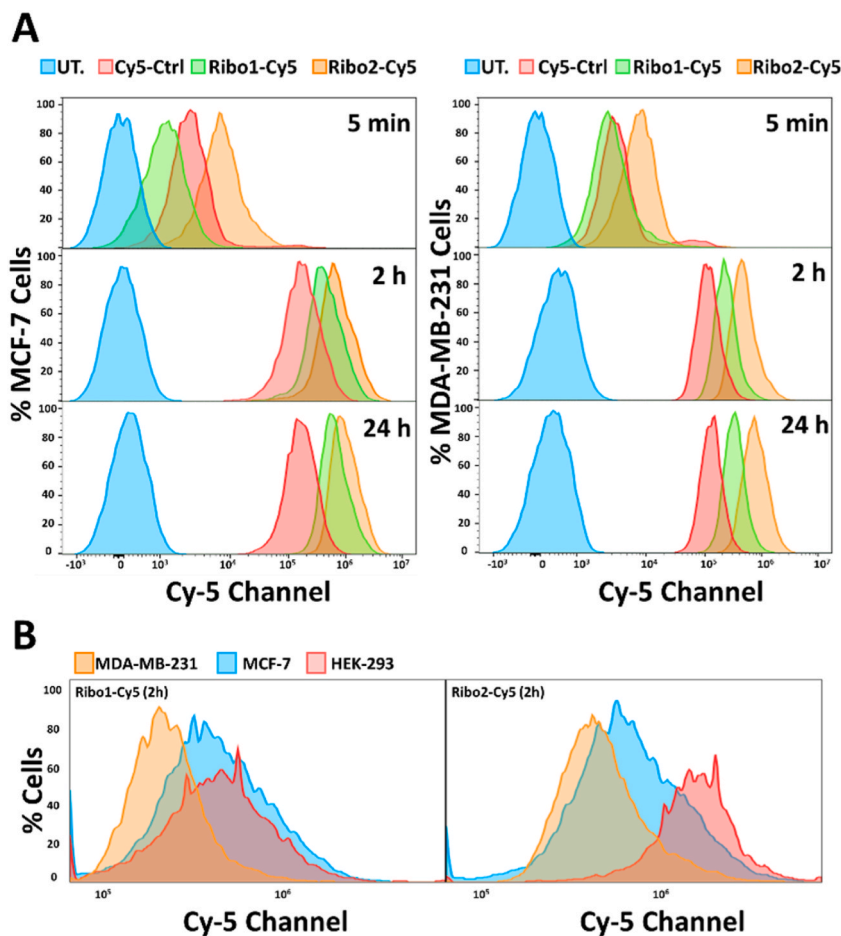 A
UT. Cy5-Ctrl Ribo1-Cy5 Ribo2-Cy5
UT. Cy5-Ctrl Ribo1-Cy5 Ribo2-Cy5
% MCF-7 Cells
100
80
60
40
20
5 min
100
80
60
40
20
2 h
100
80
60
40
20
0
24 h
-10³ 0 10³ 10⁴ 10⁵ 10⁶ 10⁷
Cy-5 Channel
% MDA-MB-231 Cells
100
80
60
40
20
5 min
100
80
60
40
20
2 h
100
80
60
40
20
0
24 h
-10³ 0 10³ 10⁴ 10⁵ 10⁶ 10⁷
Cy-5 Channel
B
MDA-MB-231 MCF-7 HEK-293
% Cells
100
80
60
40
20
0
Ribo1-Cy5 (2h)
10⁵ 10⁶
Cy-5 Channel
Ribo2-Cy5 (2h)
10⁵ 10⁶
Cy-5 Channel